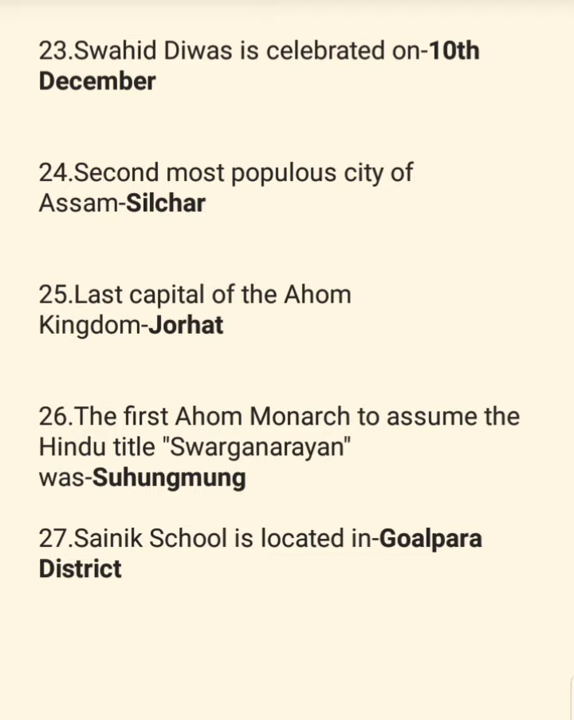 23.Swahid Diwas is celebrated on-10th
December
24.Second most populous city of
Assam-Silchar
25.Last capital of the Ahom
Kingdom-Jorhat
26.The first Ahom Monarch to assume the
Hindu title "Swarganarayan"
was-Suhungmung
27.Sainik School is located in-Goalpara
District